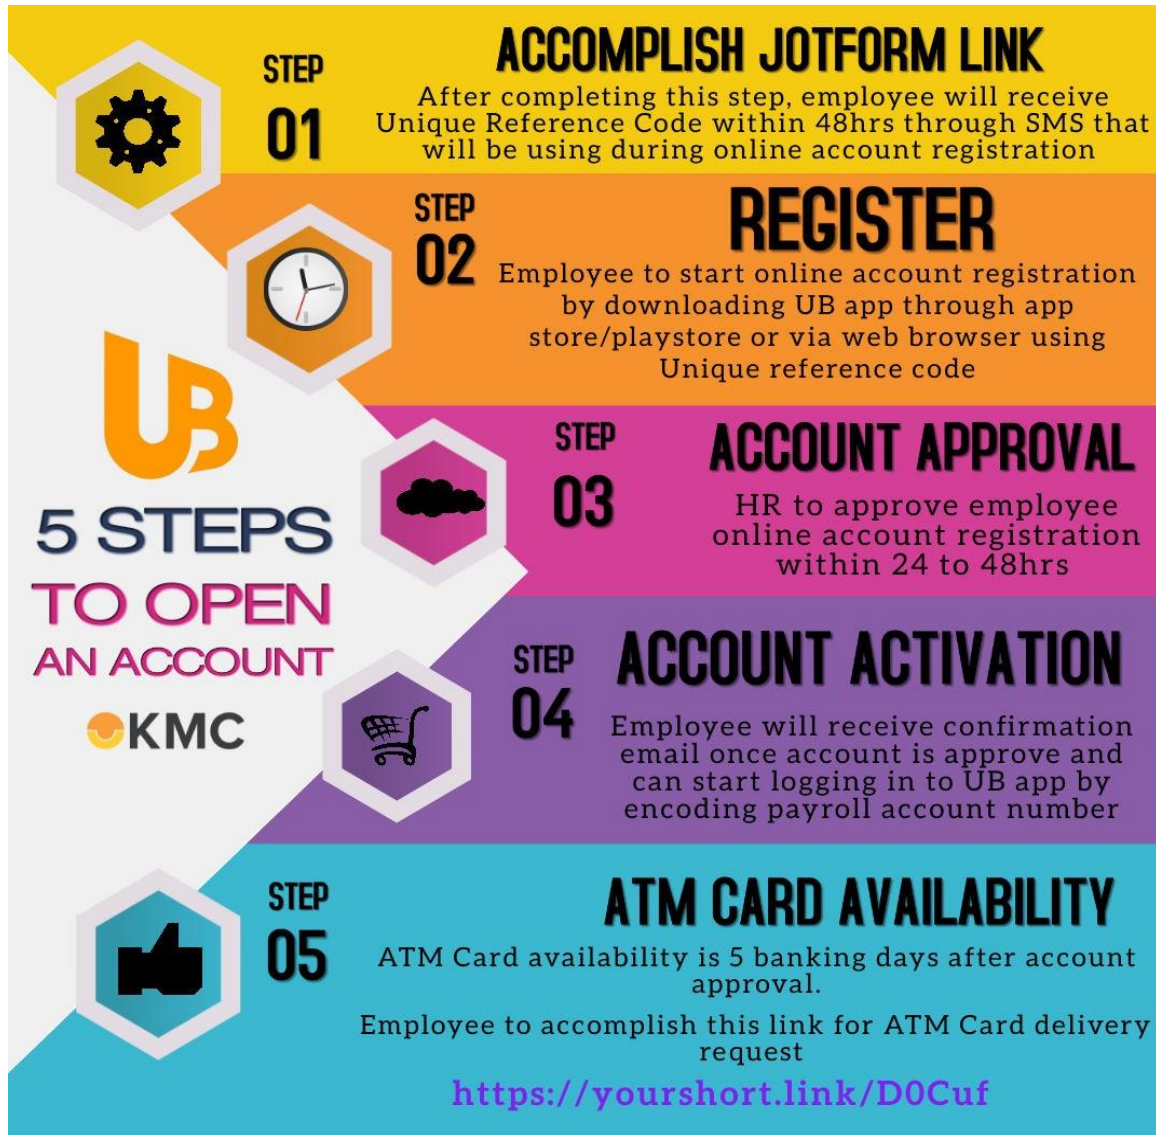 STEP
01
ACCOMPLISH JOTFORM LINK
After completing this step, employee will receive
Unique Reference Code within 48hrs through SMS that
will be using during online account registration
STEP
02
REGISTER
Employee to start online account registration
by downloading UB app through app
store/playstore or via web browser using
Unique reference code
UB
5 STEPS
TO OPEN
AN ACCOUNT
KMC
STEP
03
ACCOUNT APPROVAL
HR to approve employee
online account registration
within 24 to 48hrs
STEP
04
ACCOUNT ACTIVATION
Employee will receive confirmation
email once account is approve and
can start logging in to UB app by
encoding payroll account number
STEP
05
ATM CARD AVAILABILITY
ATM Card availability is 5 banking days after account
approval.
Employee to accomplish this link for ATM Card delivery
request
https://yourshort.link/D0Cuf